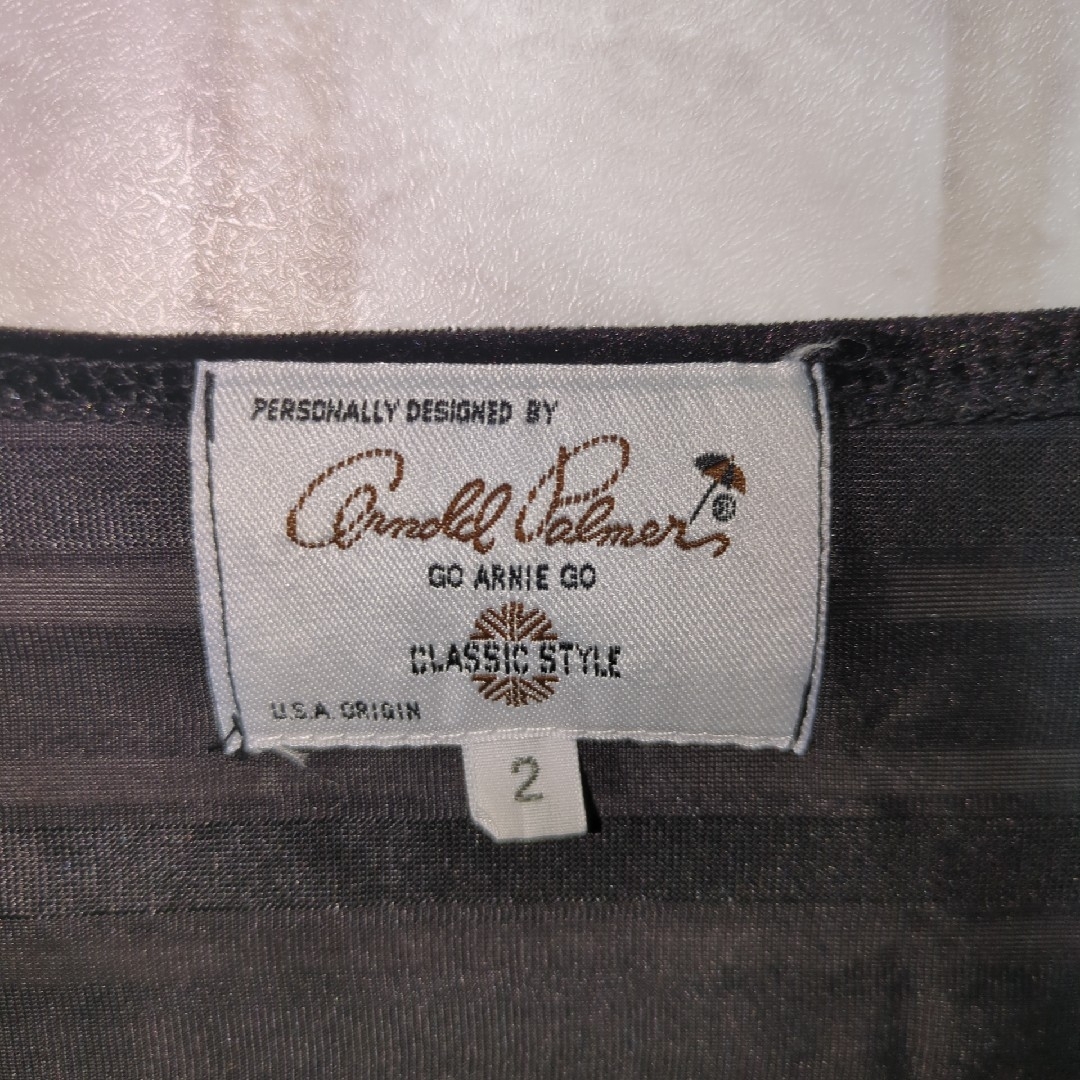 PERSONALLY DESIGNED BY
Arnold Palmer
GO ARNIE GO
CLASSIC STYLE
U.S.A. ORIGIN
2